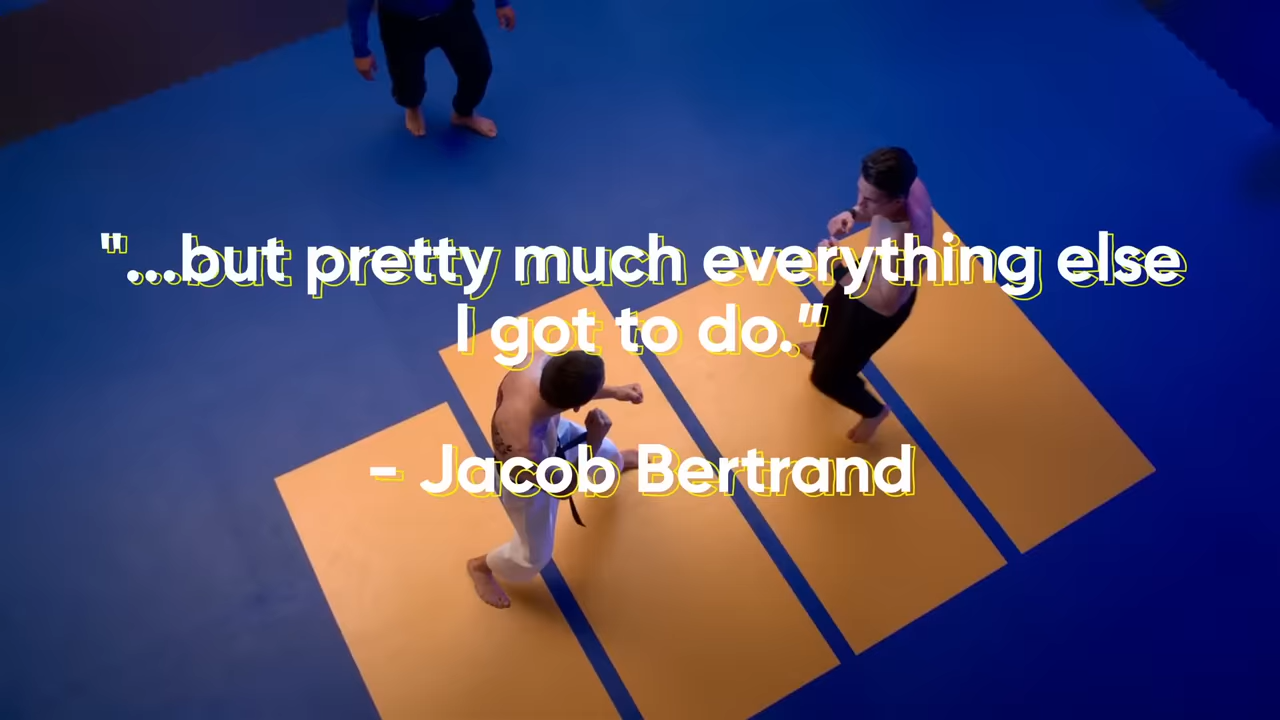 "...but pretty much everything else
I got to do."
- Jacob Bertrand